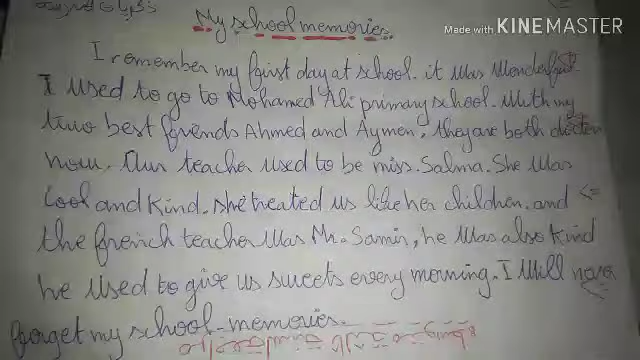 My school memories.
Made with KINEMASTER
I remember my fairst day at school. it was Wonderful.
I used to go to Mohamed Ali primary school. With my
two best friends Ahmed and Aymen, they are both doctors
now. Our teacher used to be miss. Salma. She was
cool and Kind. she treated us like her children. and <=
the french teacher was Mr. Samir, he was also Kind
he used to give us sweets every morning. I will never
forget my school memories.